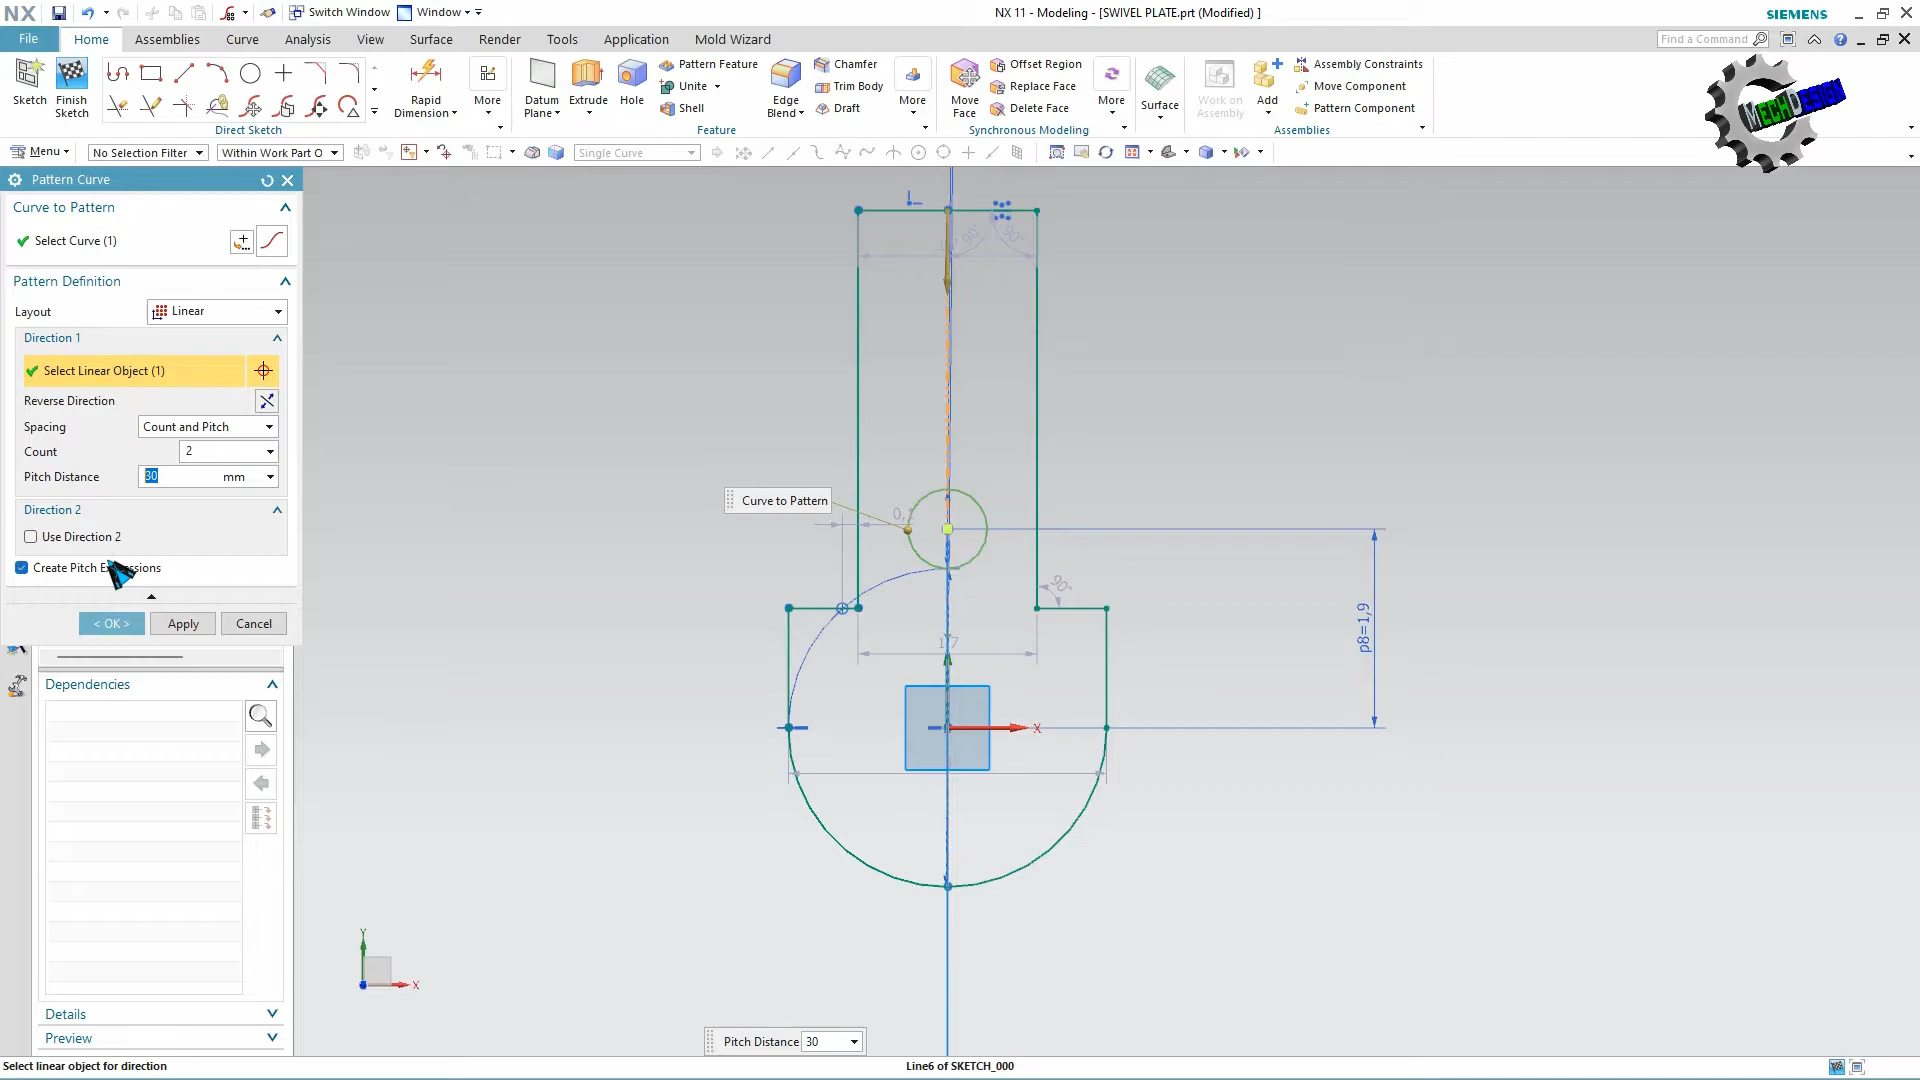 NX
Switch Window
Window
NX 11 - Modeling - [SWIVEL PLATE.prt (Modified) ]
SIEMENS
File
Home
Assemblies
Curve
Analysis
View
Surface
Render
Tools
Application
Mold Wizard
Find a Command
Sketch
Finish Sketch
Direct Sketch
Rapid Dimension
More
Datum Plane
Extrude
Hole
Pattern Feature
Unite
Shell
Edge Blend
Chamfer
Trim Body
Draft
More
Feature
Move Face
Offset Region
Replace Face
Delete Face
More
Synchronous Modeling
Surface
Work on Assembly
Add
Assembly Constraints
Move Component
Pattern Component
Assemblies
MECHDESIGN
Menu
No Selection Filter
Within Work Part O
Single Curve
Pattern Curve
Curve to Pattern
Select Curve (1)
Pattern Definition
Layout
Linear
Direction 1
Select Linear Object (1)
Reverse Direction
Spacing
Count and Pitch
Count
2
Pitch Distance
30
mm
Direction 2
Use Direction 2
Create Pitch
< OK >
Apply
Cancel
Dependencies
Details
Preview
90°
90°
Curve to Pattern
90°
p8=1,9
1,7
X
Y
X
Pitch Distance
30
Select linear object for direction
Line6 of SKETCH_000